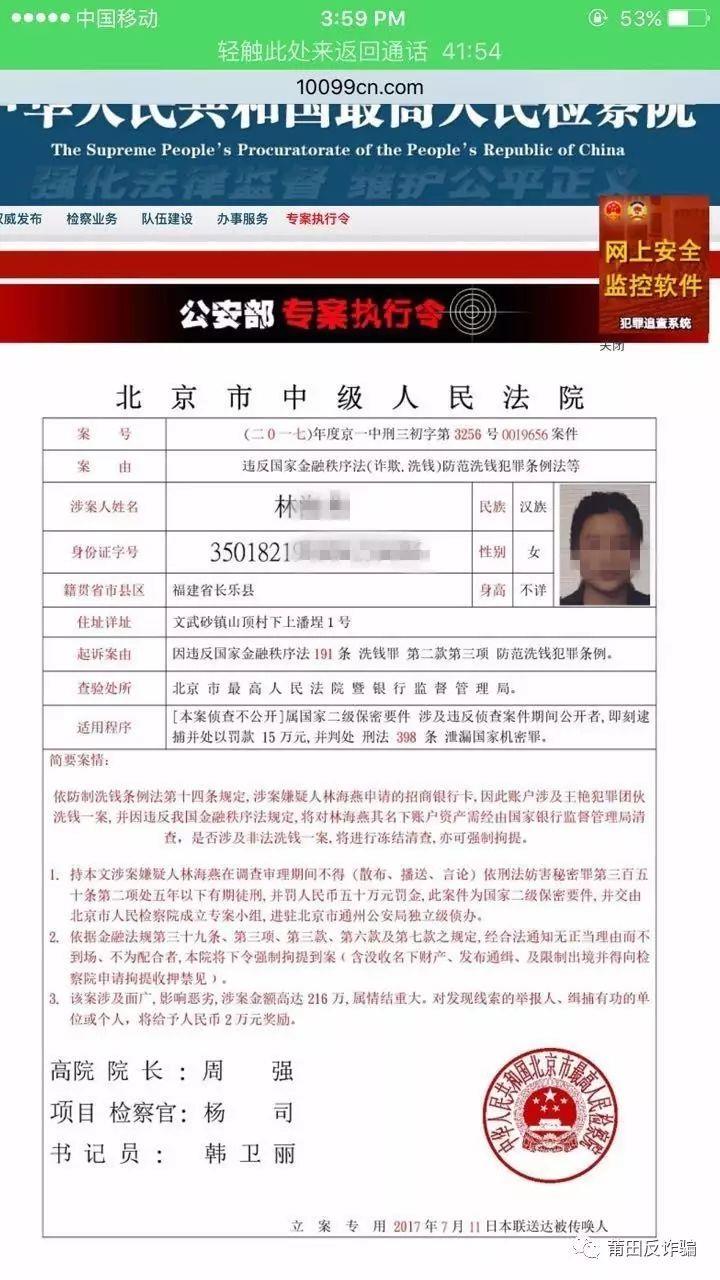 中国移动 3:59 PM 53%
轻触此处来返回通话 41:54
10099cn.com
华人民共和国最高人民检察院
The Supreme People's Procuratorate of the People's Republic of China
强化法律监督 维护公平正义
权威发布 检察业务 队伍建设 办事服务 专案执行令
网上安全
监控软件
犯罪追查系统
关闭
公安部 专案执行令
北京市中级人民法院
案号 (二0一七)年度京一中刑三初字第3256号0019656案件
案由 违反国家金融秩序法(诈欺.洗钱)防范洗钱犯罪条例法等
涉案人姓名 林 民族 汉族
身份证字号 35018219 性别 女
籍贯省市县区 福建省长乐县 身高 不详
住址详址 文武砂镇山顶村下上潘埕1号
起诉案由 因违反国家金融秩序法191条 洗钱罪 第二款第三项 防范洗钱犯罪条例。
查验处所 北京市最高人民法院暨银行监督管理局。
适用程序 [本案侦查不公开]属国家二级保密要件 涉及违反侦查案件期间公开者,即刻逮
捕并处以罚款 15万元,并判处 刑法 398 条 泄漏国家机密罪。
简要案情:
依防制洗钱条例法第十四条规定,涉案嫌疑人林海燕申请的招商银行卡,因此账户涉及王艳犯罪团伙
洗钱一案,并因违反我国金融秩序法规定,将对林海燕其名下账户资产需经由国家银行监督管理局清
查，是否涉及非法洗钱一案,将进行冻结清查,亦可强制拘提。
1. 持本文涉案嫌疑人林海燕在调查审理期间不得（散布、播送、言论）依刑法妨害秘密罪第三百五
十条第二项处五年以下有期徒刑,并罚人民币五十万元罚金,此案件为国家二级保密要件,并交由
北京市人民检察院成立专案小组,进驻北京市通州公安局独立级侦办。
2. 依据金融法规第三十九条、第三项、第三款、第六款及第七款之规定,经合法通知无正当理由而不
到场、不为配合者,本院将下令强制拘提到案（含没收名下财产、发布通缉、及限制出境并得向检
察院申请拘提收押禁见）。
3. 该案涉及面广,影响恶劣,涉案金额高达216万,属情结重大。对发现线索的举报人、缉捕有功的单
位或个人，将给予人民币2万元奖励。
高院 院长：周 强
项目 检察官：杨 司
书记员：韩卫丽
中华人民共和国北京市最高人民检察院
立案专用 2017年7月11日本联送达被传唤人
莆田反诈骗